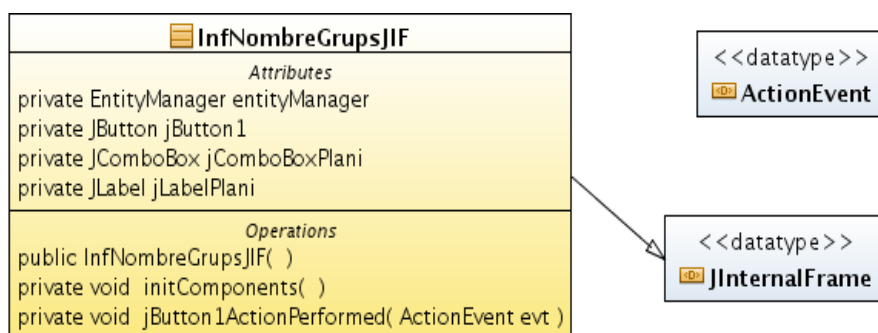 InfNombreGrupsJIF
Attributes
private EntityManager entityManager
private JButton jButton1
private JComboBox jComboBoxPlani
private JLabel jLabelPlani
Operations
public InfNombreGrupsJIF( )
private void initComponents( )
private void jButton1ActionPerformed( ActionEvent evt )
<<datatype>>
ActionEvent
<<datatype>>
JInternalFrame